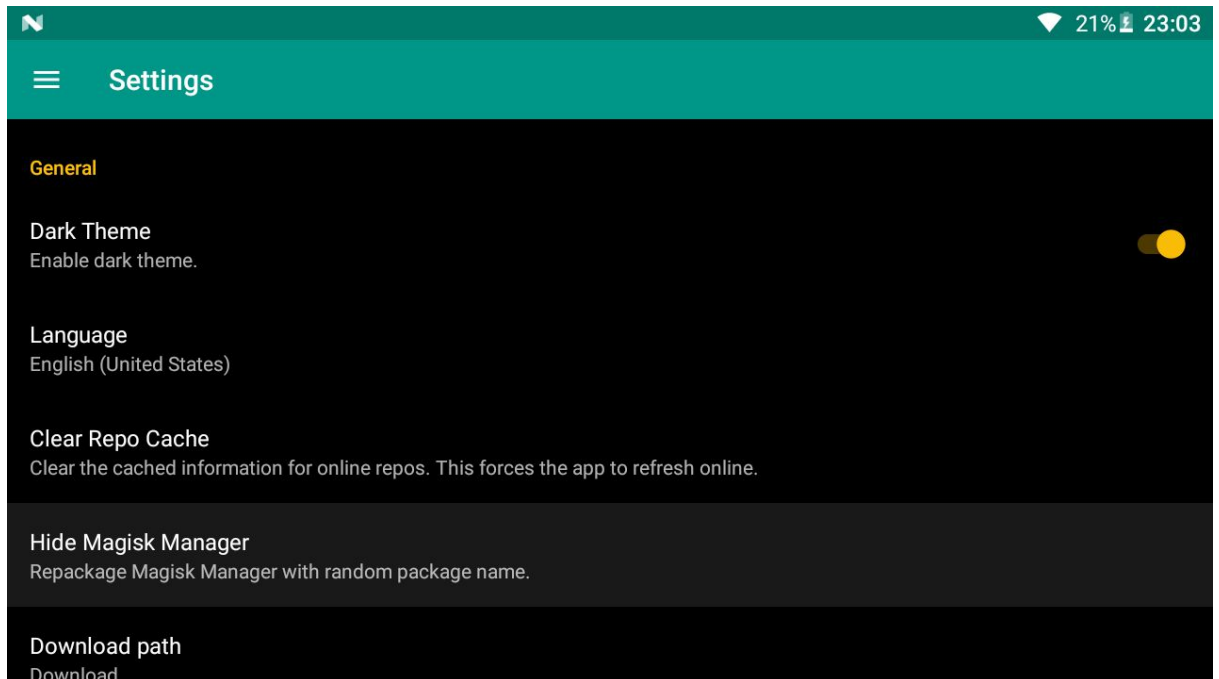 21% 23:03
Settings
General
Dark Theme
Enable dark theme.
Language
English (United States)
Clear Repo Cache
Clear the cached information for online repos. This forces the app to refresh online.
Hide Magisk Manager
Repackage Magisk Manager with random package name.
Download path
Download